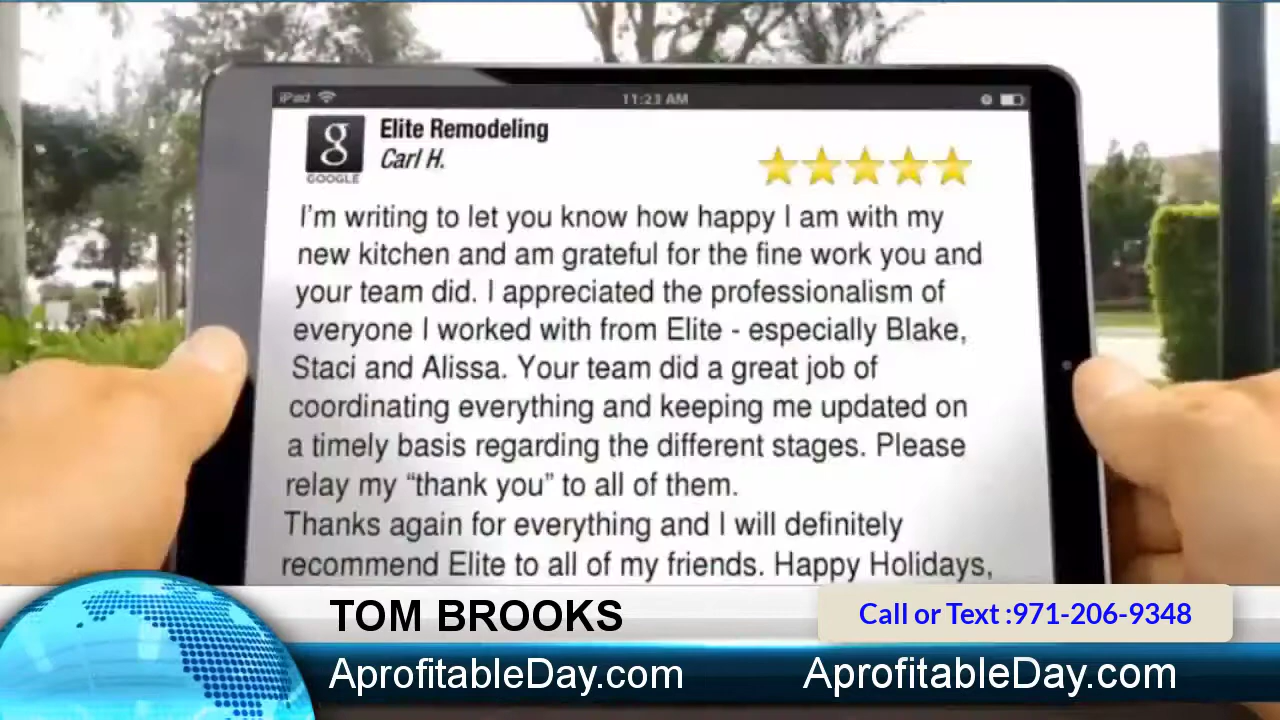 iPad 11:23 AM
g
GOOGLE
Elite Remodeling
Carl H.
I'm writing to let you know how happy I am with my
new kitchen and am grateful for the fine work you and
your team did. I appreciated the professionalism of
everyone I worked with from Elite - especially Blake,
Staci and Alissa. Your team did a great job of
coordinating everything and keeping me updated on
a timely basis regarding the different stages. Please
relay my “thank you” to all of them.
Thanks again for everything and I will definitely
recommend Elite to all of my friends. Happy Holidays,
TOM BROOKS
Call or Text :971-206-9348
AprofitableDay.com
AprofitableDay.com